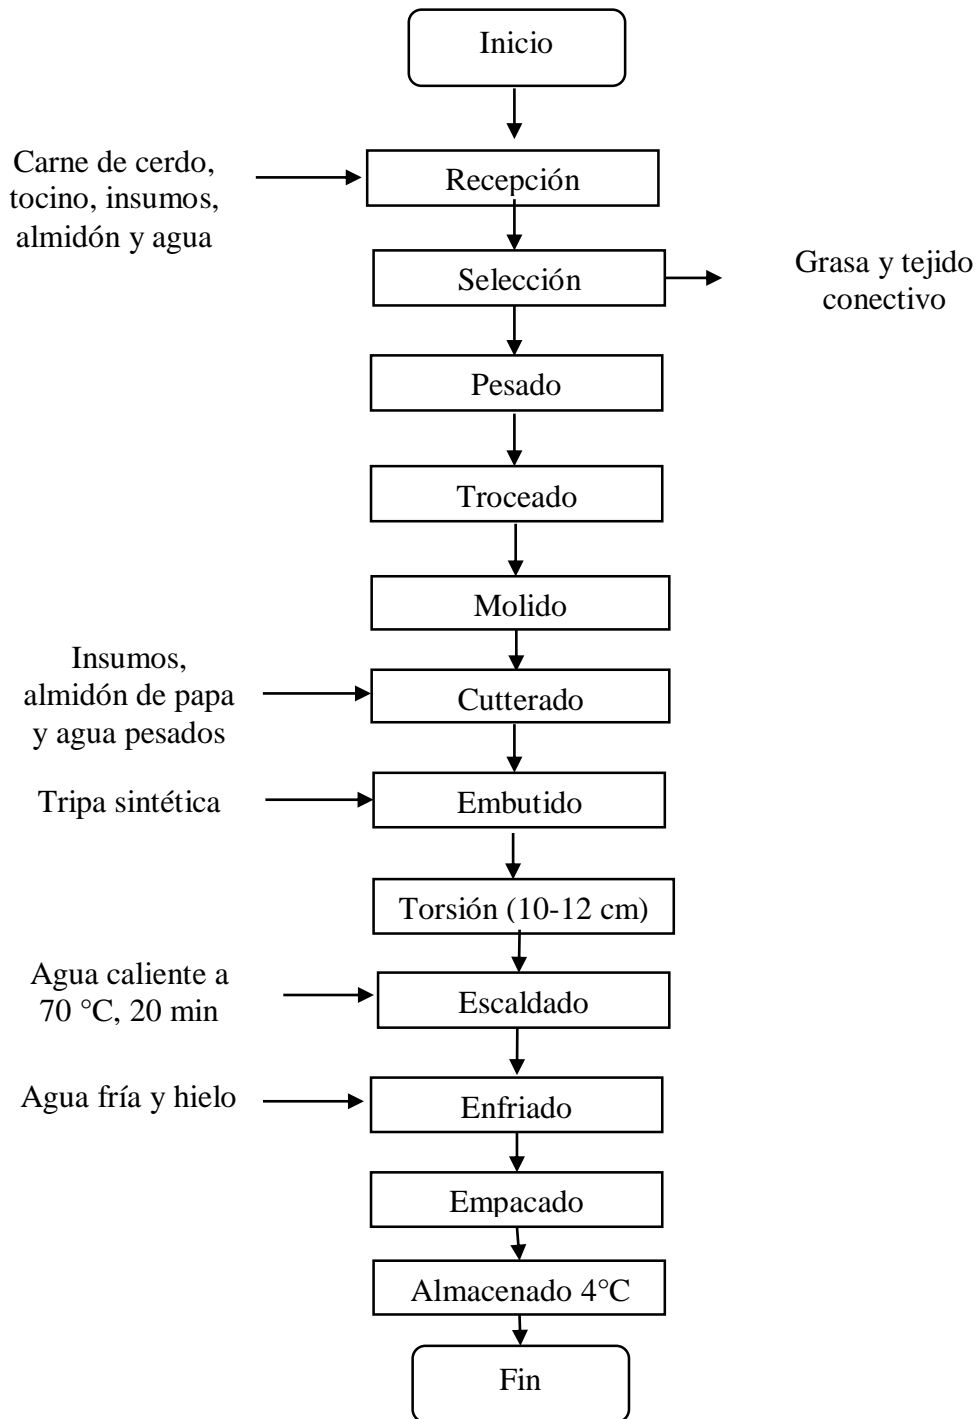 Inicio
Carne de cerdo,
tocino, insumos,
almidón y agua
Recepción
Selección
Grasa y tejido
conectivo
Pesado
Troceado
Molido
Insumos,
almidón de papa
y agua pesados
Cutterado
Tripa sintética
Embutido
Torsión (10-12 cm)
Agua caliente a
70 °C, 20 min
Escaldado
Agua fría y hielo
Enfriado
Empacado
Almacenado 4°C
Fin